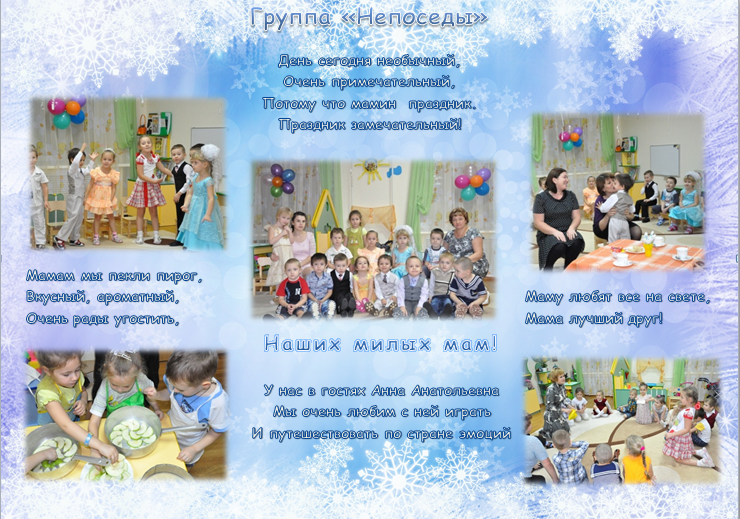 Группа «Непоседы»
День сегодня необычный,
Очень примечательный,
Потому что мамин праздник.
Праздник замечательный!
Мамам мы пекли пирог,
Вкусный, ароматный,
Очень рады угостить,
Наших милых мам!
Маму любят все на свете,
Мама лучший друг!
У нас в гостях Анна Анатольевна
Мы очень любим с ней играть
И путешествовать по стране эмоций